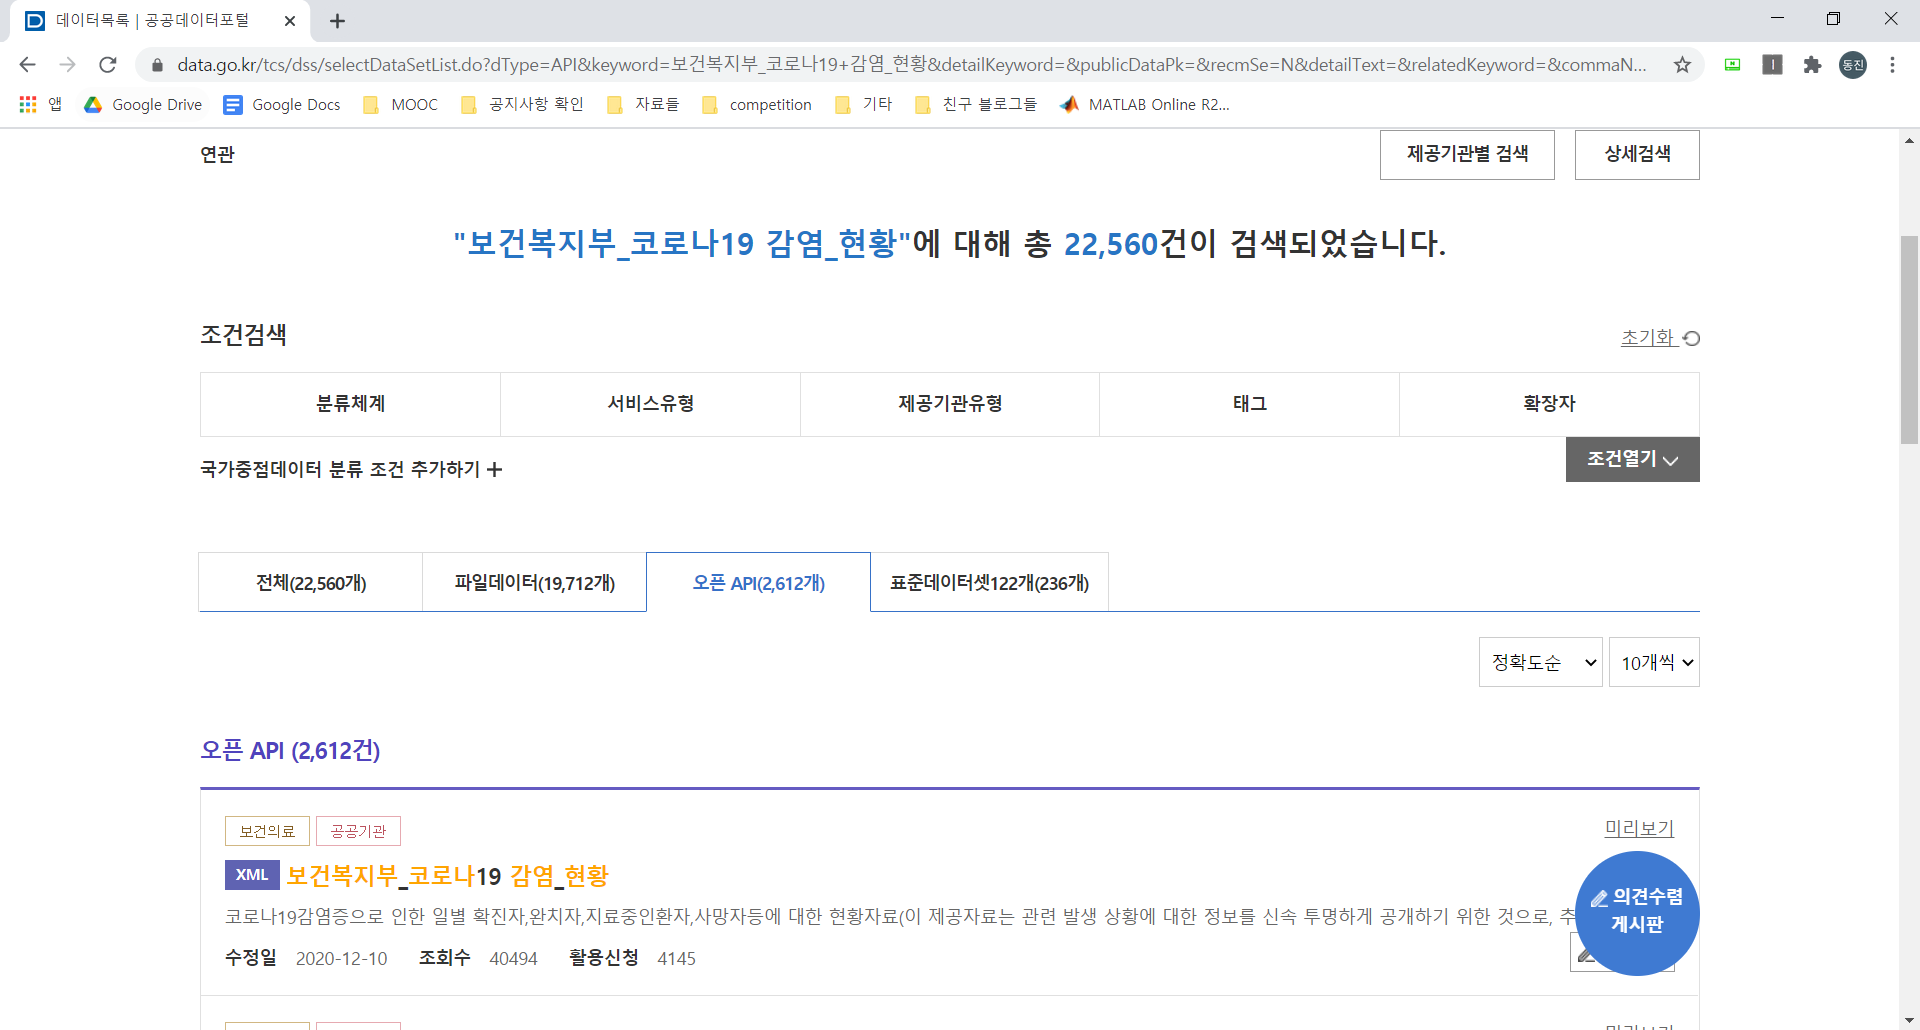 데이터목록 | 공공데이터포털
data.go.kr/tcs/dss/selectDataSetList.do?dType=API&keyword=보건복지부_코로나19+감염_현황&detailKeyword=&publicDataPk=&recmSe=N&detailText=&relatedKeyword=&commaN...
동진
앱 Google Drive Google Docs MOOC 공지사항 확인 자료들 competition 기타 친구 블로그들 MATLAB Online R2...
연관 제공기관별 검색 상세검색
"보건복지부_코로나19 감염_현황"에 대해 총 22,560건이 검색되었습니다.
조건검색 초기화
분류체계 서비스유형 제공기관유형 태그 확장자
국가중점데이터 분류 조건 추가하기 + 조건열기
전체(22,560개) 파일데이터(19,712개) 오픈 API(2,612개) 표준데이터셋122개(236개)
정확도순 10개씩
오픈 API (2,612건)
보건의료 공공기관 미리보기
XML 보건복지부_코로나19 감염_현황
코로나19감염증으로 인한 일별 확진자,완치자,치료중인환자,사망자등에 대한 현황자료(이 제공자료는 관련 발생 상황에 대한 정보를 신속 투명하게 공개하기 위한 것으로, 추
의견수렴
게시판
수정일 2020-12-10 조회수 40494 활용신청 4145